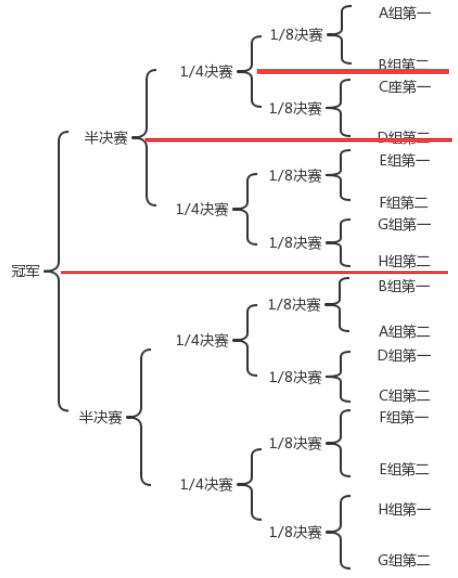 A组第一
1/8决赛
B组第二
1/4决赛
C座第一
1/8决赛
D组第二
半决赛
E组第一
1/8决赛
F组第二
1/4决赛
G组第一
1/8决赛
H组第二
冠军
B组第一
1/8决赛
A组第二
1/4决赛
D组第一
1/8决赛
C组第二
半决赛
F组第一
1/8决赛
E组第二
1/4决赛
H组第一
1/8决赛
G组第二